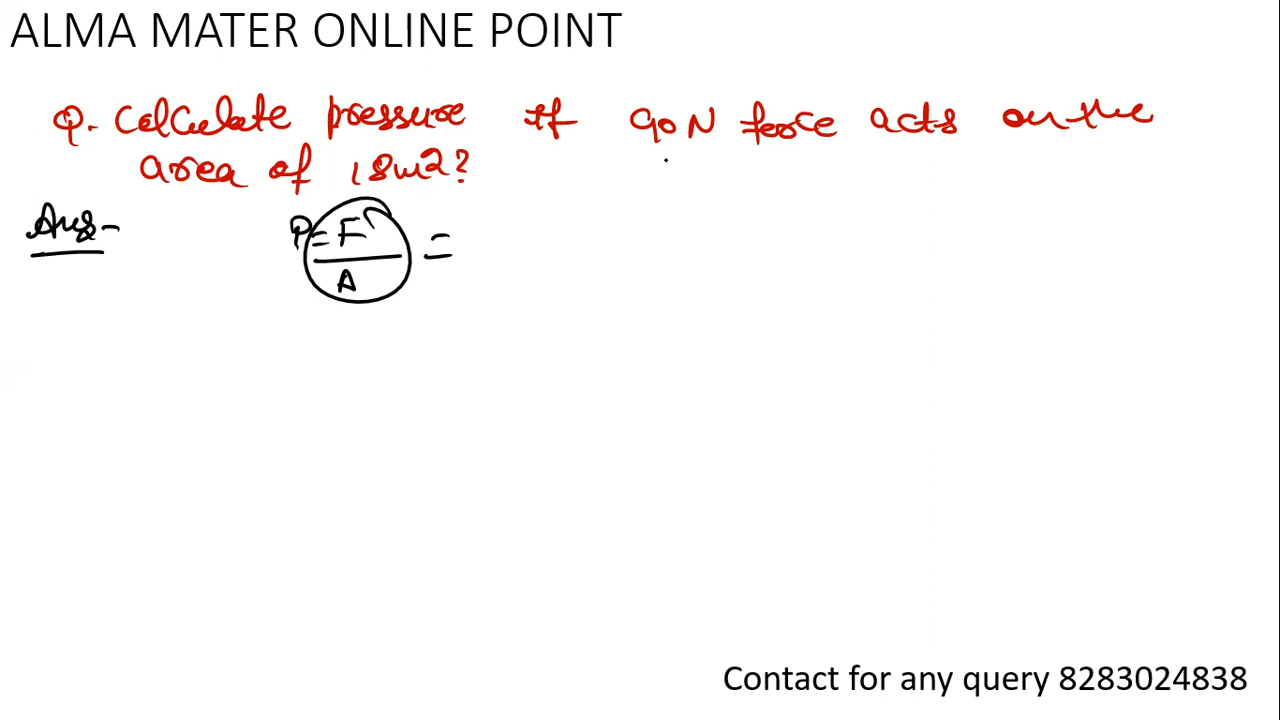 ALMA MATER ONLINE POINT
Q. Calculate pressure if 90N force acts on the
area of 18m2?
Ans-
P = F =
A
Contact for any query 8283024838